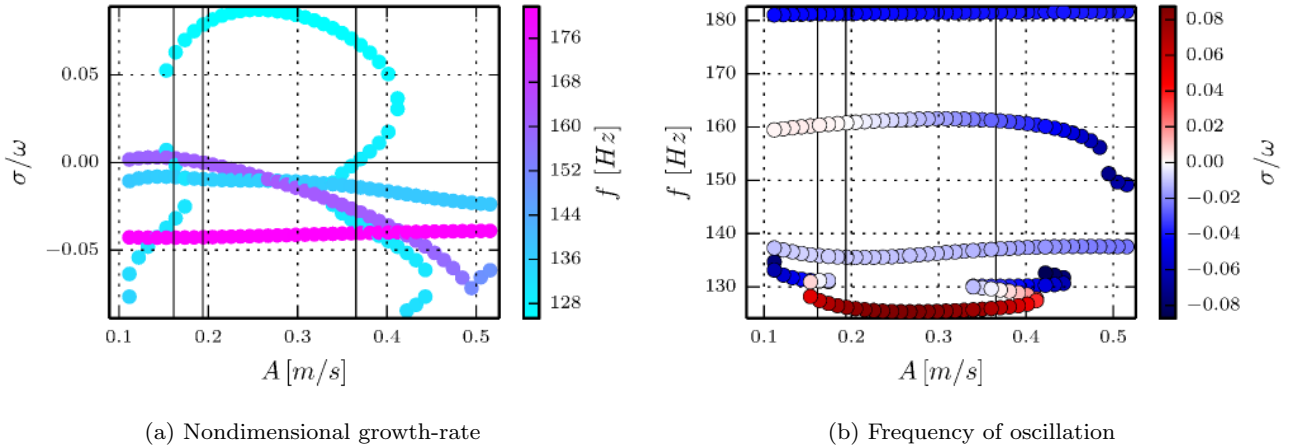 0.05
0.00
−0.05
σ/ω
0.1 0.2 0.3 0.4 0.5
A [m/s]
176
168
160
152
144
136
128
f [Hz]
(a) Nondimensional growth-rate
180
170
160
150
135
130
f [Hz]
0.1 0.2 0.3 0.4 0.5
A [m/s]
0.08
0.06
0.04
0.02
0.00
−0.02
−0.04
−0.06
−0.08
σ/ω
(b) Frequency of oscillation